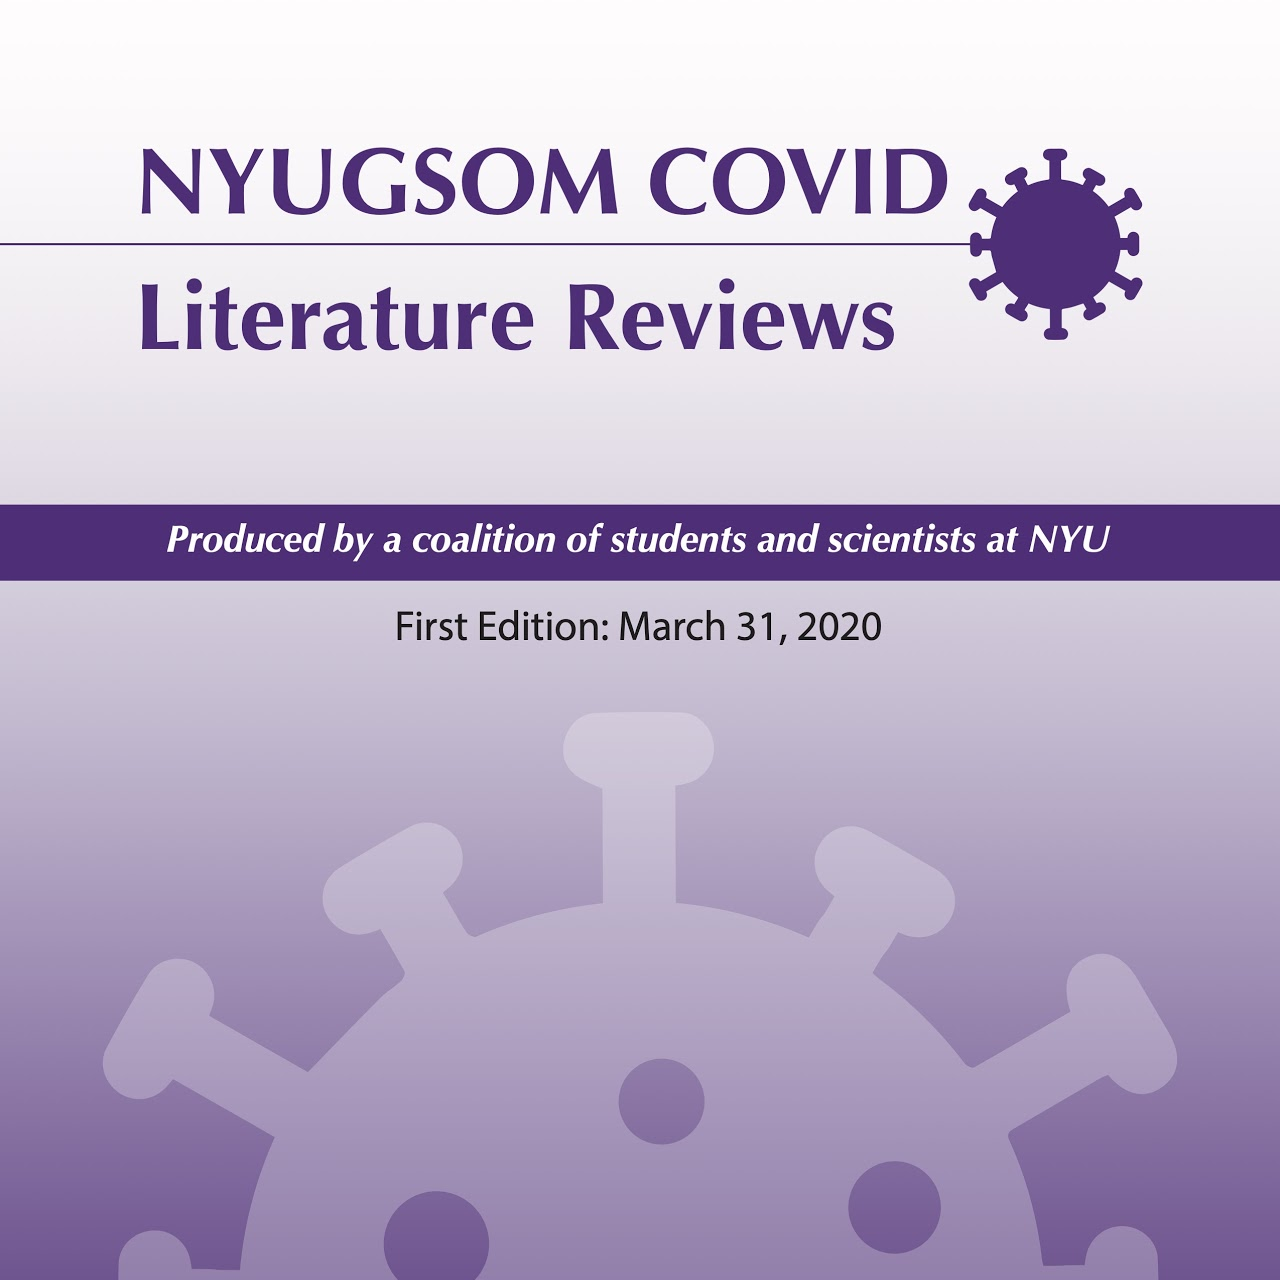 NYUGSOM COVID
Literature Reviews
Produced by a coalition of students and scientists at NYU
First Edition: March 31, 2020